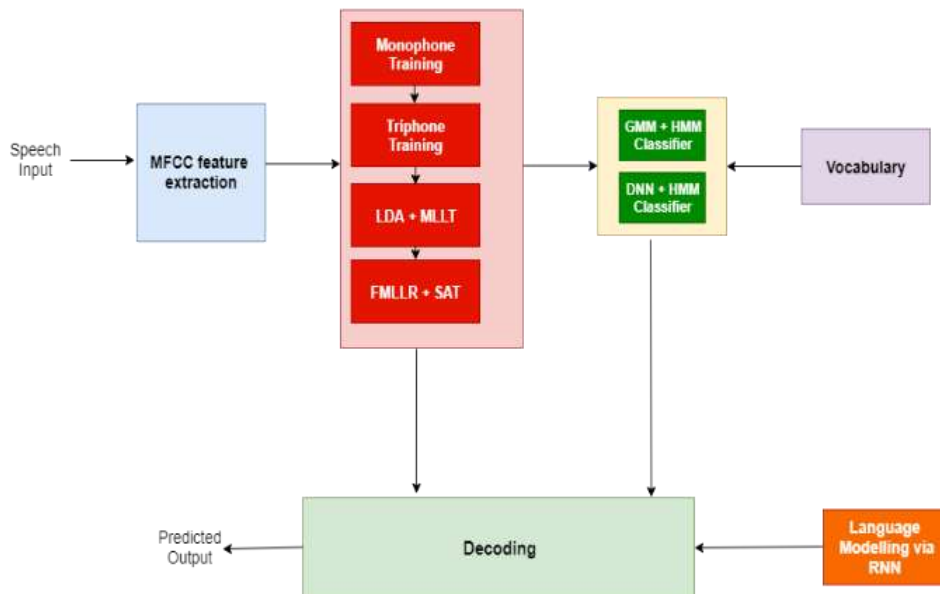 Speech
Input
MFCC feature
extraction
Monophone
Training
Triphone
Training
LDA + MLLT
FMLLR + SAT
GMM + HMM
Classifier
DNN + HMM
Classifier
Vocabulary
Predicted
Output
Decoding
Language
Modelling via
RNN